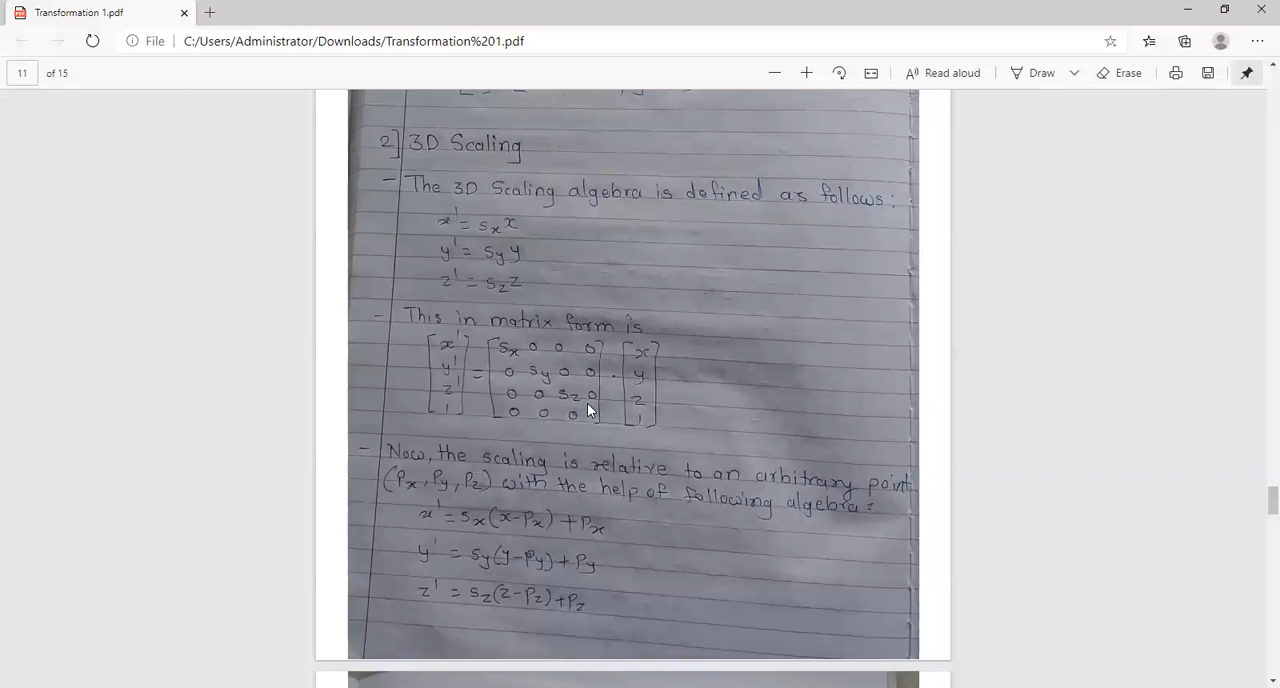 Transformation 1.pdf
File C:/Users/Administrator/Downloads/Transformation%201.pdf
11 of 15 Read aloud Draw Erase
2] 3D Scaling
- The 3D Scaling algebra is defined as follows:
x' = sx x
y' = sy y
z' = sz z
- This in matrix form is
[x'] [sx 0 0 0] [x]
[y'] = [0 sy 0 0] . [y]
[z'] [0 0 sz 0] [z]
[1] [0 0 0 ] [1]
- Now, the scaling is relative to an arbitrary point
(Px, Py, Pz) with the help of following algebra:
x' = sx(x-Px) + Px
y' = sy(y-Py) + Py
z' = sz(z-Pz) + Pz